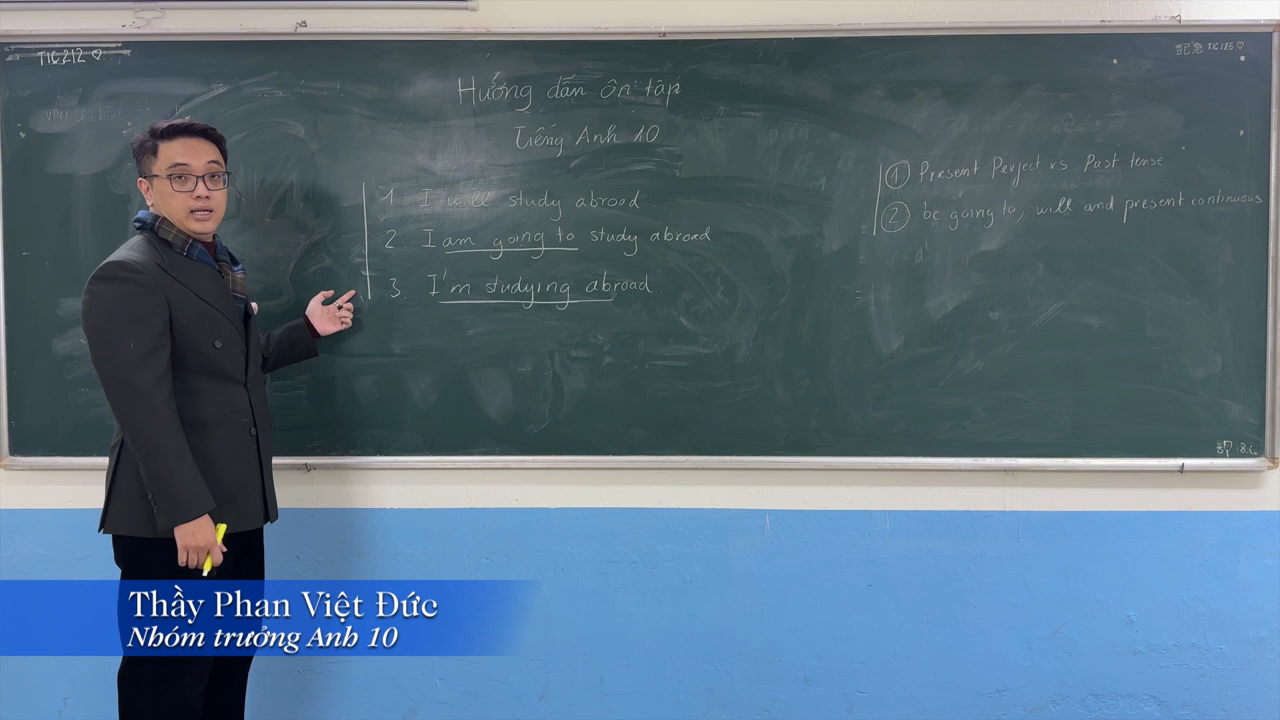 TIC212 ♡
TIC185 ♡
Hướng dẫn ôn tập
Tiếng Anh 10
1. I will study abroad.
2. I am going to study abroad
3. I'm studying abroad.
① Present Perfect vs Past tense
② be going to, will and present continuous
Thầy Phan Việt Đức
Nhóm trưởng Anh 10